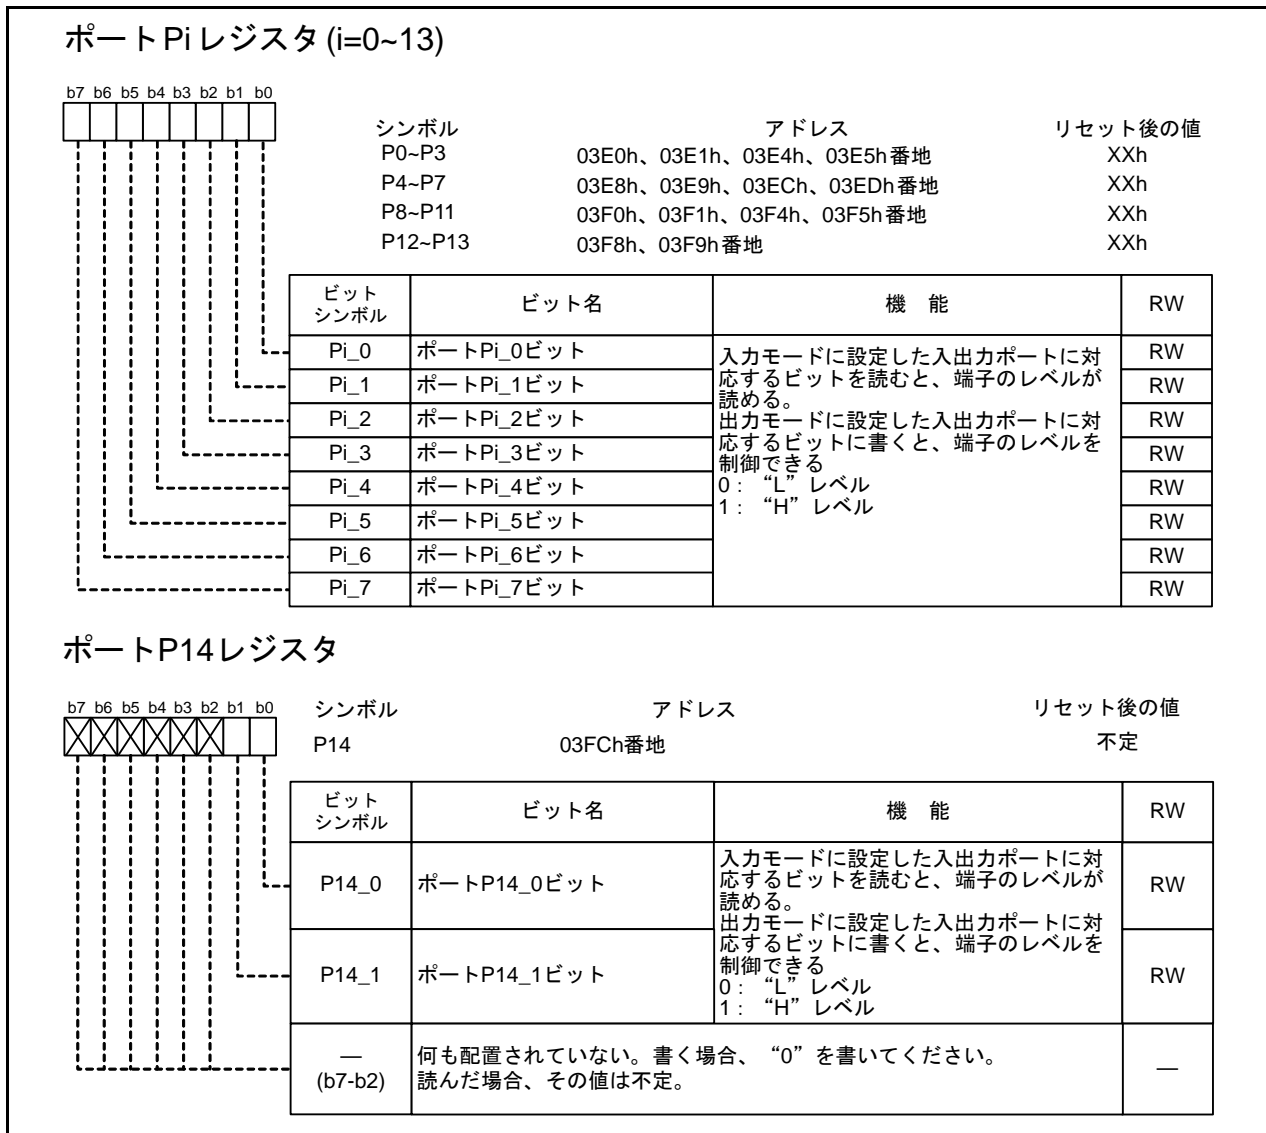 ポートPiレジスタ(i=0~13)
b7 b6 b5 b4 b3 b2 b1 b0
シンボル アドレス リセット後の値
P0~P3 03E0h、03E1h、03E4h、03E5h番地 XXh
P4~P7 03E8h、03E9h、03ECh、03EDh番地 XXh
P8~P11 03F0h、03F1h、03F4h、03F5h番地 XXh
P12~P13 03F8h、03F9h番地 XXh
ビット
シンボル
ビット名
機 能
RW
Pi_0 ポートPi_0ビット RW
Pi_1 ポートPi_1ビット RW
Pi_2 ポートPi_2ビット RW
Pi_3 ポートPi_3ビット RW
Pi_4 ポートPi_4ビット RW
Pi_5 ポートPi_5ビット RW
Pi_6 ポートPi_6ビット RW
Pi_7 ポートPi_7ビット RW
入力モードに設定した入出力ポートに対
応するビットを読むと、端子のレベルが
読める。
出力モードに設定した入出力ポートに対
応するビットに書くと、端子のレベルを
制御できる
0: “L”レベル
1: “H”レベル
ポートP14レジスタ
b7 b6 b5 b4 b3 b2 b1 b0
シンボル アドレス リセット後の値
P14 03FCh番地 不定
ビット
シンボル
ビット名
機 能
RW
P14_0 ポートP14_0ビット RW
P14_1 ポートP14_1ビット RW
入力モードに設定した入出力ポートに対
応するビットを読むと、端子のレベルが
読める。
出力モードに設定した入出力ポートに対
応するビットに書くと、端子のレベルを
制御できる
0: “L”レベル
1: “H”レベル
―
(b7-b2)
何も配置されていない。書く場合、“0”を書いてください。
読んだ場合、その値は不定。
―